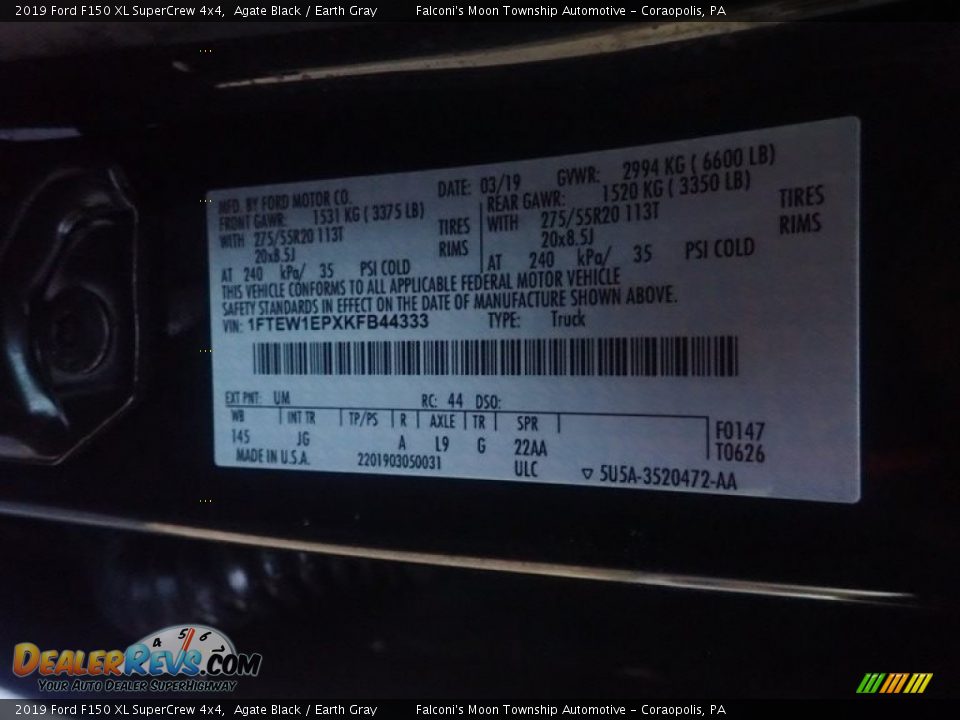 2019 Ford F150 XL SuperCrew 4x4,  Agate Black / Earth Gray  Falconi's Moon Township Automotive - Coraopolis, PA
MFD. BY FORD MOTOR CO. DATE: 03/19 GVWR: 2994 KG ( 6600 LB)
FRONT GAWR: 1531 KG ( 3375 LB) REAR GAWR: 1520 KG ( 3350 LB)
WITH 275/55R20 113T TIRES WITH 275/55R20 113T TIRES
20x8.5J RIMS 20x8.5J RIMS
AT 240 kPa/ 35 PSI COLD AT 240 kPa/ 35 PSI COLD
THIS VEHICLE CONFORMS TO ALL APPLICABLE FEDERAL MOTOR VEHICLE
SAFETY STANDARDS IN EFFECT ON THE DATE OF MANUFACTURE SHOWN ABOVE.
VIN: 1FTEW1EPXKFB44333 TYPE: Truck
EXT PNT: UM RC: 44 DSO:
WB INT TR TP/PS R AXLE TR SPR F0147
145 JG A L9 G 22AA T0626
MADE IN U.S.A. 2201903050031 ULC ▽ 5U5A-3520472-AA
4 5 6
DEALERREVS.COM
YOUR AUTO DEALER SUPERHIGHWAY
2019 Ford F150 XL SuperCrew 4x4,  Agate Black / Earth Gray  Falconi's Moon Township Automotive - Coraopolis, PA